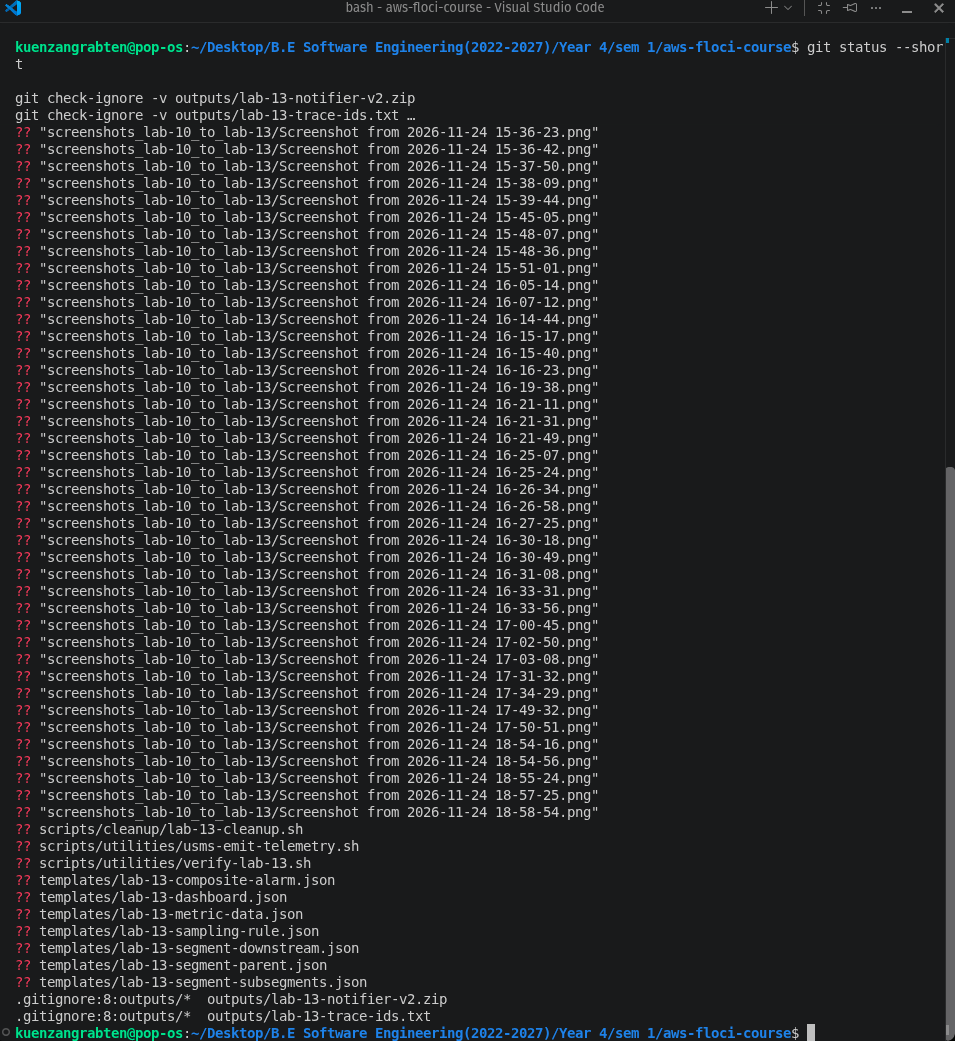 bash - aws-floci-course - Visual Studio Code
kuenzangrabten@pop-os:~/Desktop/B.E Software Engineering(2022-2027)/Year 4/sem 1/aws-floci-course$ git status --shor
t
git check-ignore -v outputs/lab-13-notifier-v2.zip
git check-ignore -v outputs/lab-13-trace-ids.txt …
?? "screenshots_lab-10_to_lab-13/Screenshot from 2026-11-24 15-36-23.png"
?? "screenshots_lab-10_to_lab-13/Screenshot from 2026-11-24 15-36-42.png"
?? "screenshots_lab-10_to_lab-13/Screenshot from 2026-11-24 15-37-50.png"
?? "screenshots_lab-10_to_lab-13/Screenshot from 2026-11-24 15-38-09.png"
?? "screenshots_lab-10_to_lab-13/Screenshot from 2026-11-24 15-39-44.png"
?? "screenshots_lab-10_to_lab-13/Screenshot from 2026-11-24 15-45-05.png"
?? "screenshots_lab-10_to_lab-13/Screenshot from 2026-11-24 15-48-07.png"
?? "screenshots_lab-10_to_lab-13/Screenshot from 2026-11-24 15-48-36.png"
?? "screenshots_lab-10_to_lab-13/Screenshot from 2026-11-24 15-51-01.png"
?? "screenshots_lab-10_to_lab-13/Screenshot from 2026-11-24 16-05-14.png"
?? "screenshots_lab-10_to_lab-13/Screenshot from 2026-11-24 16-07-12.png"
?? "screenshots_lab-10_to_lab-13/Screenshot from 2026-11-24 16-14-44.png"
?? "screenshots_lab-10_to_lab-13/Screenshot from 2026-11-24 16-15-17.png"
?? "screenshots_lab-10_to_lab-13/Screenshot from 2026-11-24 16-15-40.png"
?? "screenshots_lab-10_to_lab-13/Screenshot from 2026-11-24 16-16-23.png"
?? "screenshots_lab-10_to_lab-13/Screenshot from 2026-11-24 16-19-38.png"
?? "screenshots_lab-10_to_lab-13/Screenshot from 2026-11-24 16-21-11.png"
?? "screenshots_lab-10_to_lab-13/Screenshot from 2026-11-24 16-21-31.png"
?? "screenshots_lab-10_to_lab-13/Screenshot from 2026-11-24 16-21-49.png"
?? "screenshots_lab-10_to_lab-13/Screenshot from 2026-11-24 16-25-07.png"
?? "screenshots_lab-10_to_lab-13/Screenshot from 2026-11-24 16-25-24.png"
?? "screenshots_lab-10_to_lab-13/Screenshot from 2026-11-24 16-26-34.png"
?? "screenshots_lab-10_to_lab-13/Screenshot from 2026-11-24 16-26-58.png"
?? "screenshots_lab-10_to_lab-13/Screenshot from 2026-11-24 16-27-25.png"
?? "screenshots_lab-10_to_lab-13/Screenshot from 2026-11-24 16-30-18.png"
?? "screenshots_lab-10_to_lab-13/Screenshot from 2026-11-24 16-30-49.png"
?? "screenshots_lab-10_to_lab-13/Screenshot from 2026-11-24 16-31-08.png"
?? "screenshots_lab-10_to_lab-13/Screenshot from 2026-11-24 16-33-31.png"
?? "screenshots_lab-10_to_lab-13/Screenshot from 2026-11-24 16-33-56.png"
?? "screenshots_lab-10_to_lab-13/Screenshot from 2026-11-24 17-00-45.png"
?? "screenshots_lab-10_to_lab-13/Screenshot from 2026-11-24 17-02-50.png"
?? "screenshots_lab-10_to_lab-13/Screenshot from 2026-11-24 17-03-08.png"
?? "screenshots_lab-10_to_lab-13/Screenshot from 2026-11-24 17-31-32.png"
?? "screenshots_lab-10_to_lab-13/Screenshot from 2026-11-24 17-34-29.png"
?? "screenshots_lab-10_to_lab-13/Screenshot from 2026-11-24 17-49-32.png"
?? "screenshots_lab-10_to_lab-13/Screenshot from 2026-11-24 17-50-51.png"
?? "screenshots_lab-10_to_lab-13/Screenshot from 2026-11-24 18-54-16.png"
?? "screenshots_lab-10_to_lab-13/Screenshot from 2026-11-24 18-54-56.png"
?? "screenshots_lab-10_to_lab-13/Screenshot from 2026-11-24 18-55-24.png"
?? "screenshots_lab-10_to_lab-13/Screenshot from 2026-11-24 18-57-25.png"
?? "screenshots_lab-10_to_lab-13/Screenshot from 2026-11-24 18-58-54.png"
?? scripts/cleanup/lab-13-cleanup.sh
?? scripts/utilities/usms-emit-telemetry.sh
?? scripts/utilities/verify-lab-13.sh
?? templates/lab-13-composite-alarm.json
?? templates/lab-13-dashboard.json
?? templates/lab-13-metric-data.json
?? templates/lab-13-sampling-rule.json
?? templates/lab-13-segment-downstream.json
?? templates/lab-13-segment-parent.json
?? templates/lab-13-segment-subsegments.json
.gitignore:8:outputs/*  outputs/lab-13-notifier-v2.zip
.gitignore:8:outputs/*  outputs/lab-13-trace-ids.txt
kuenzangrabten@pop-os:~/Desktop/B.E Software Engineering(2022-2027)/Year 4/sem 1/aws-floci-course$